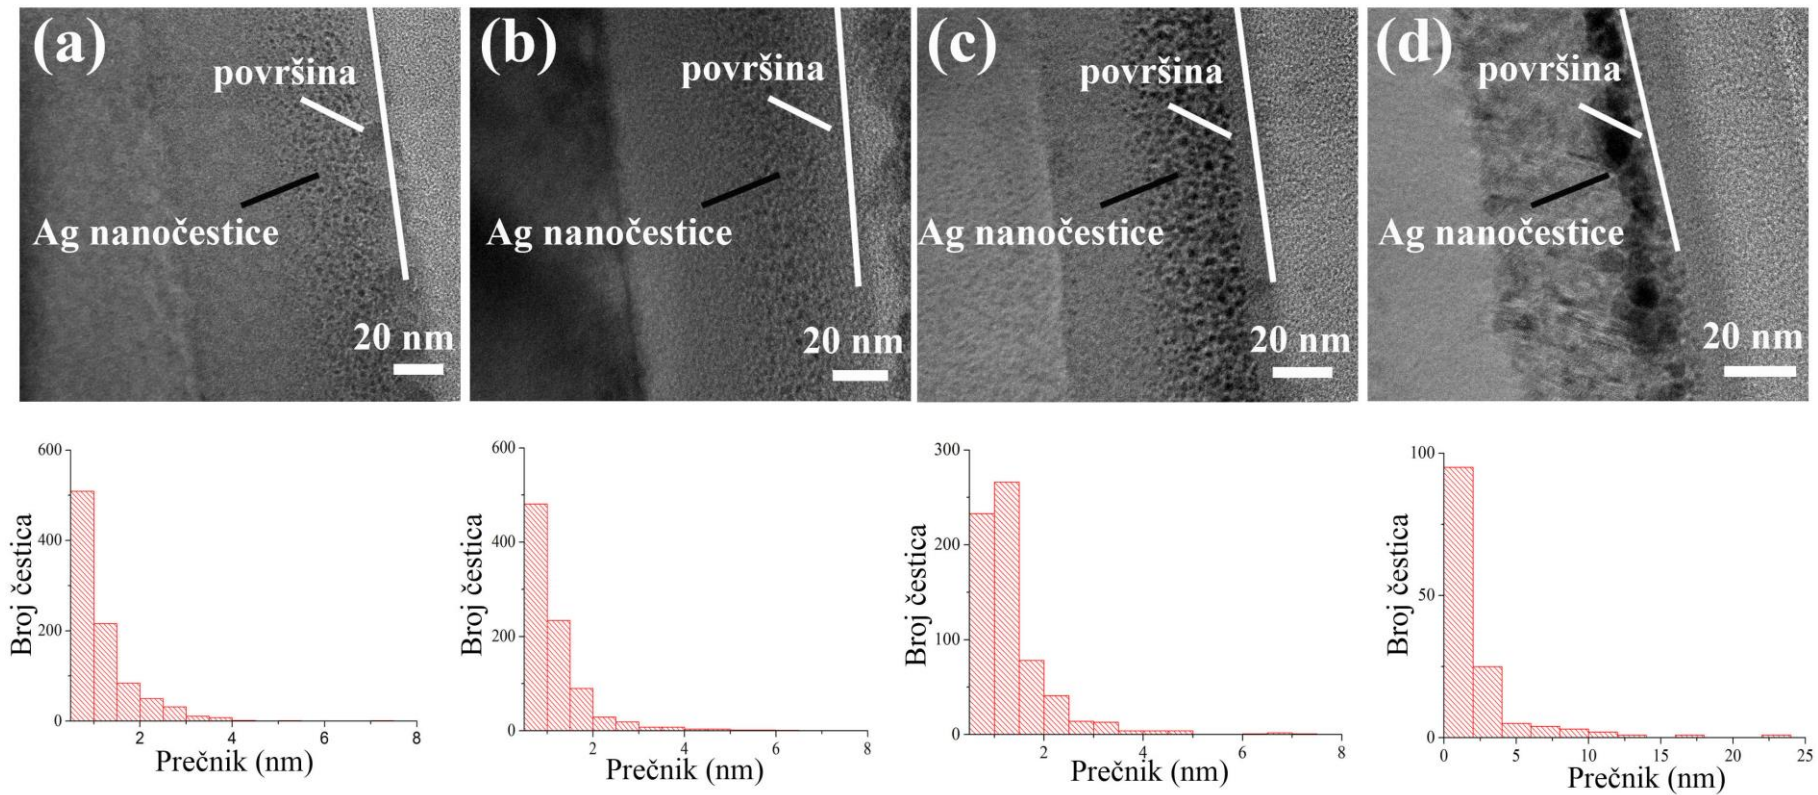 (a)
površina
Ag nanočestice
20 nm
(b)
površina
Ag nanočestice
20 nm
(c)
površina
Ag nanočestice
20 nm
(d)
površina
Ag nanočestice
20 nm
600
400
200
0
2
4
6
8
Broj čestica
Prečnik (nm)
600
400
200
0
2
4
6
8
Broj čestica
Prečnik (nm)
300
200
100
0
2
4
6
8
Broj čestica
Prečnik (nm)
100
50
0
0
5
10
15
20
25
Broj čestica
Prečnik (nm)